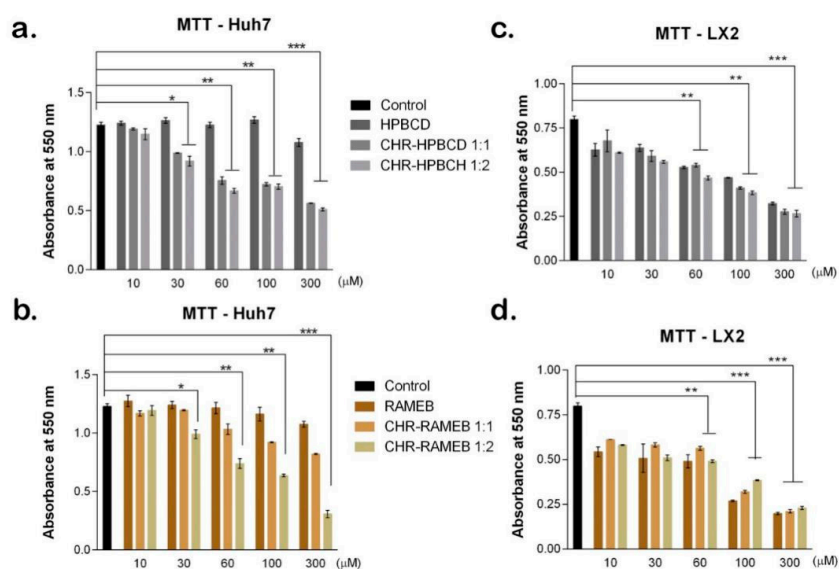 a.
MTT - Huh7
Absorbance at 550 nm
1.5
1.0
0.5
0.0
*
**
**
***
10 30 60 100 300 (µM)
Control
HPBCD
CHR-HPBCD 1:1
CHR-HPBCH 1:2
c.
MTT - LX2
Absorbance at 550 nm
1.00
0.75
0.50
0.25
0.00
**
**
***
10 30 60 100 300 (µM)
b.
MTT - Huh7
Absorbance at 550 nm
1.5
1.0
0.5
0.0
*
**
**
***
10 30 60 100 300 (µM)
Control
RAMEB
CHR-RAMEB 1:1
CHR-RAMEB 1:2
d.
MTT - LX2
Absorbance at 550 nm
1.00
0.75
0.50
0.25
0.00
**
***
***
10 30 60 100 300 (µM)